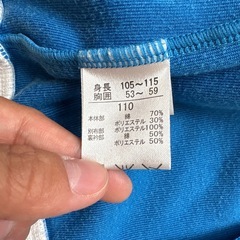 身長 105~115
胸囲 53~ 59
110
本体部 綿 70%
ポリエステル 30%
別布部 ポリエステル100%
裏衿部 綿 50%
ポリエステル 50%